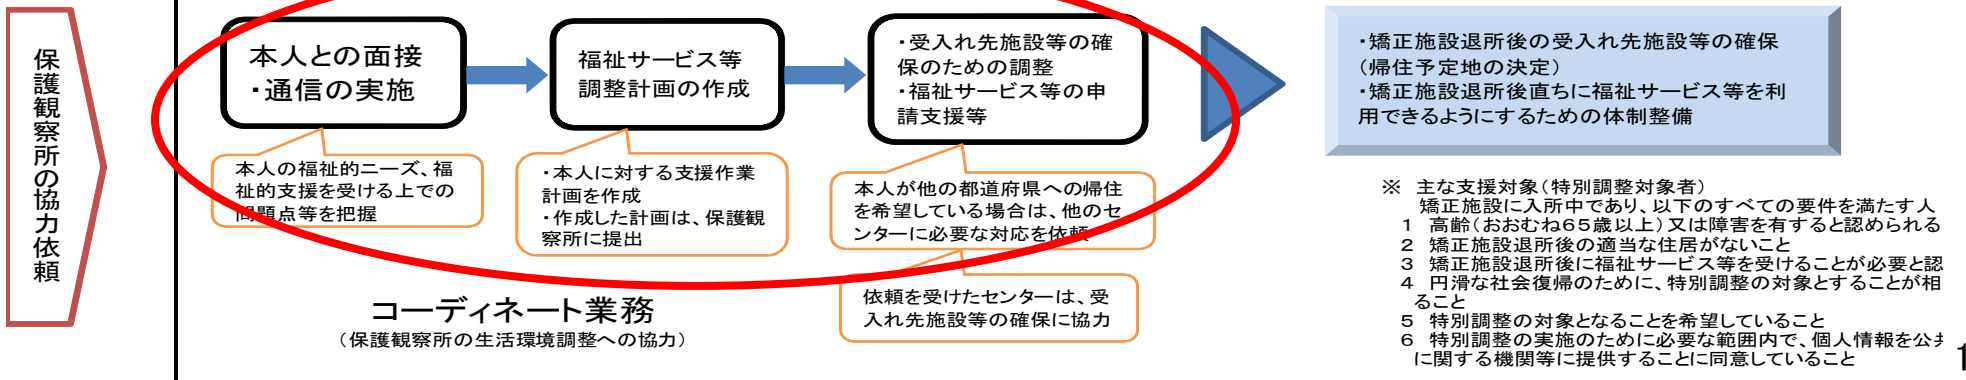 保護観察所の協力依頼
本人との面接
・通信の実施
福祉サービス等
調整計画の作成
・受入れ先施設等の確
保のための調整
・福祉サービス等の申
請支援等
本人の福祉的ニーズ、福
祉的支援を受ける上での
問題点等を把握
・本人に対する支援作業
計画を作成
・作成した計画は、保護観
察所に提出
本人が他の都道府県への帰住
を希望している場合は、他のセ
ンターに必要な対応を依頼
依頼を受けたセンターは、受
入れ先施設等の確保に協力
コーディネート業務
（保護観察所の生活環境調整への協力）
・矯正施設退所後の受入れ先施設等の確保
（帰住予定地の決定）
・矯正施設退所後直ちに福祉サービス等を利
用できるようにするための体制整備
※　主な支援対象（特別調整対象者）
矯正施設に入所中であり、以下のすべての要件を満たす人
１　高齢（おおむね６５歳以上）又は障害を有すると認められる
２　矯正施設退所後の適当な住居がないこと
３　矯正施設退所後に福祉サービス等を受けることが必要と認
４　円滑な社会復帰のために、特別調整の対象とすることが相
ること
５　特別調整の対象となることを希望していること
６　特別調整の実施のために必要な範囲内で、個人情報を公
に関する機関等に提供することに同意していること
1